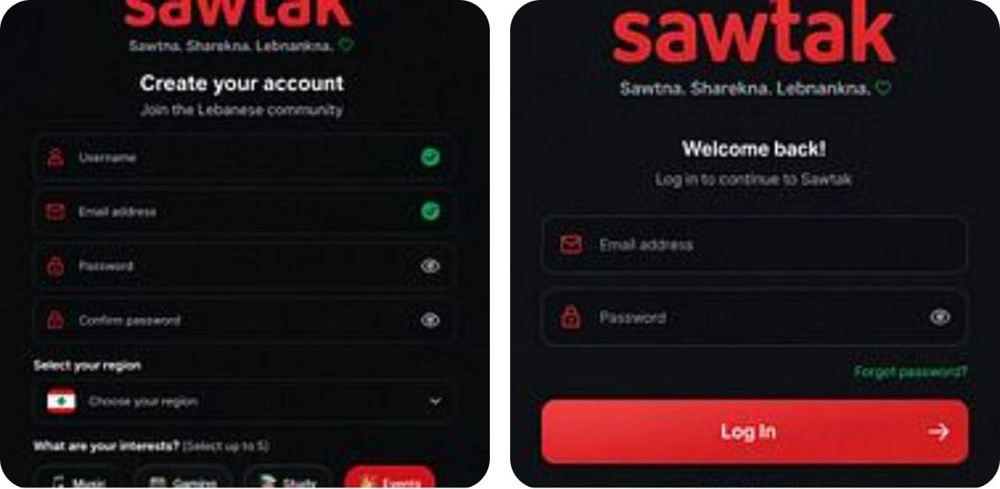 sawtak
Sawtna. Sharekna. Lebnankna.
Create your account
Join the Lebanese community
Username
Email address
Password
Confirm password
Select your region
Choose your region
What are your interests? (Select up to 5)
Music Gaming Study Events
sawtak
Sawtna. Sharekna. Lebnankna.
Welcome back!
Log in to continue to Sawtak
Email address
Password
Forgot password?
Log In